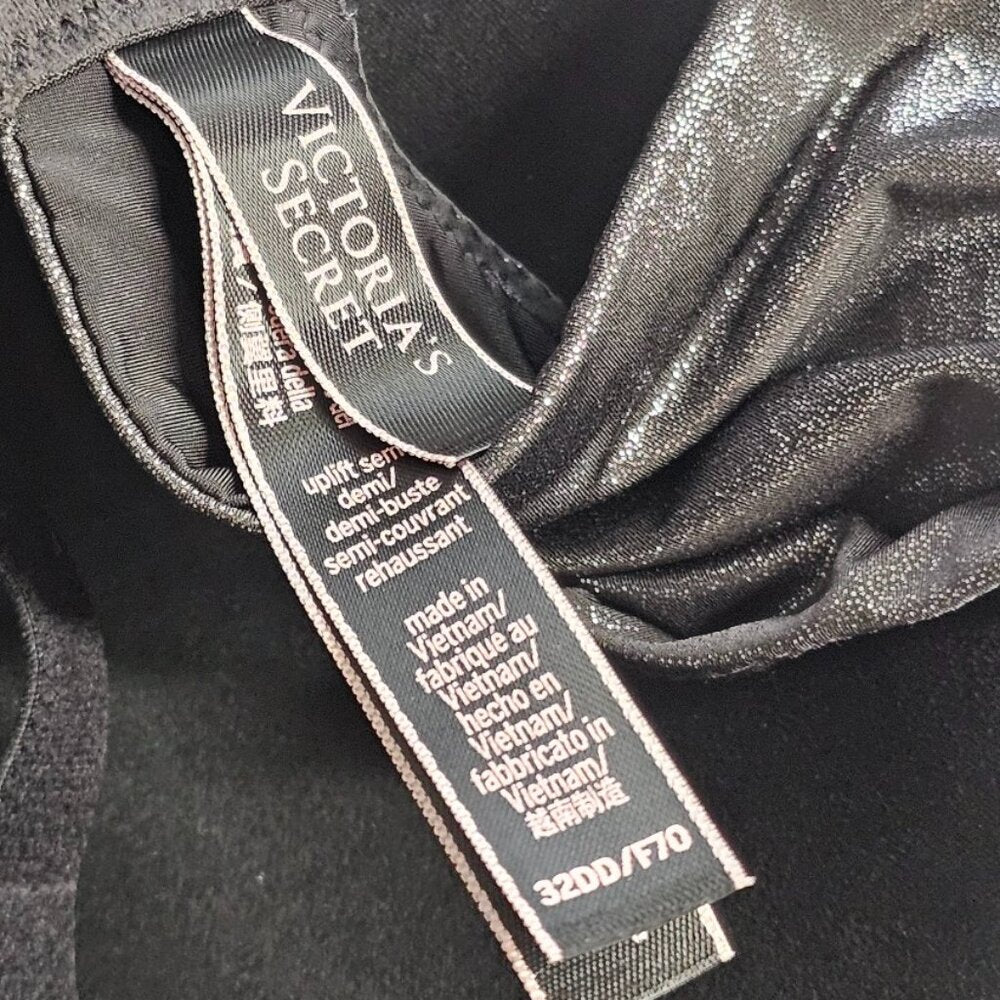 VICTORIA'S
SECRET
della
uplift sem
demi/
demi-buste
semi-couvrant
rehaussant
made in
Vietnam/
fabriqué au
Vietnam/
hecho en
Vietnam/
fabbricato in
Vietnam/
越南制造
32DD/F70